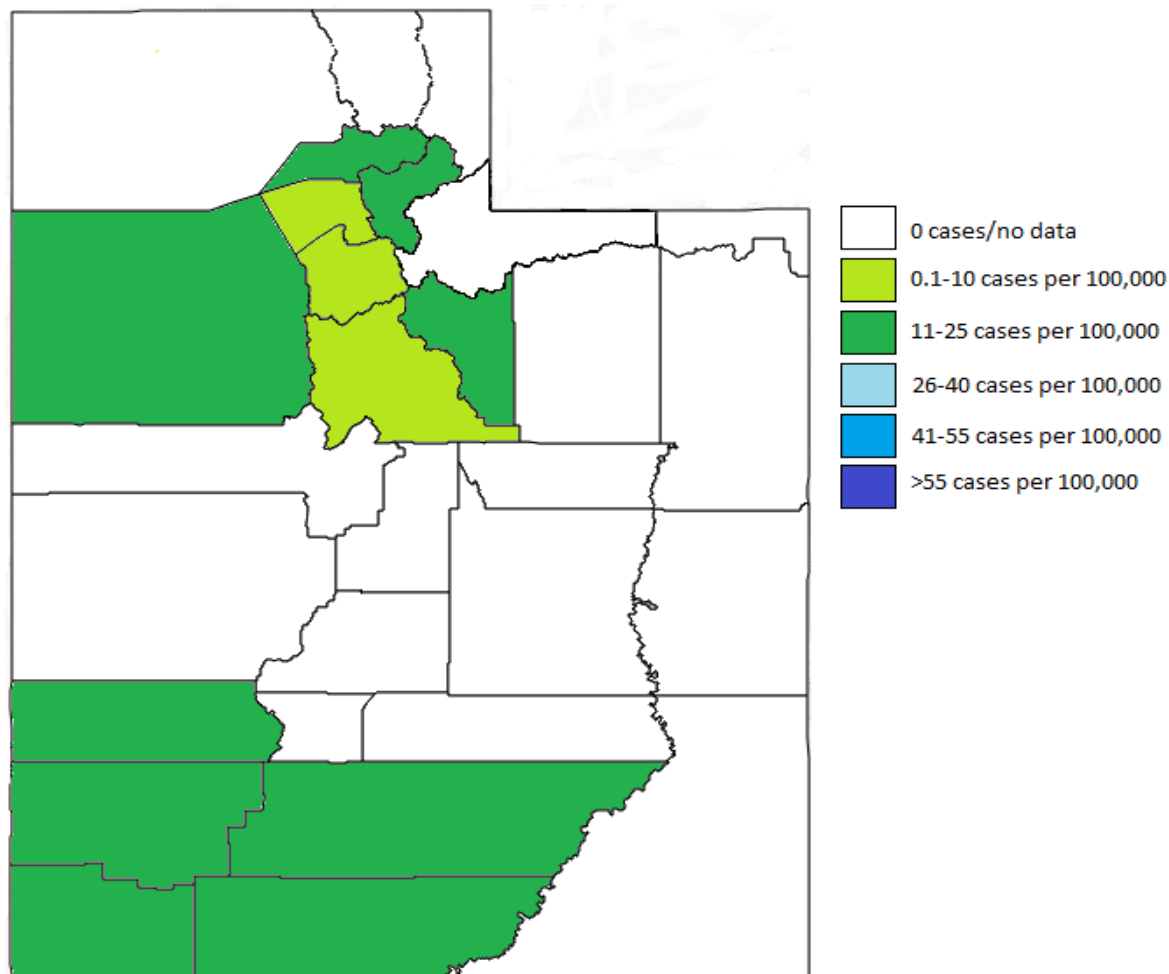 0 cases/no data
0.1-10 cases per 100,000
11-25 cases per 100,000
26-40 cases per 100,000
41-55 cases per 100,000
>55 cases per 100,000